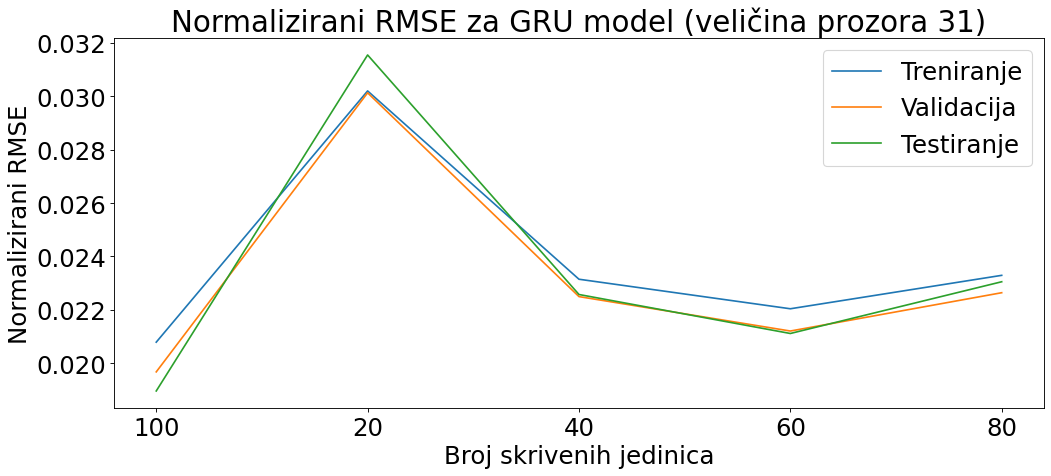 Normalizirani RMSE za GRU model (veličina prozora 31)
Normalizirani RMSE
0.032
0.030
0.028
0.026
0.024
0.022
0.020
Treniranje
Validacija
Testiranje
100 20 40 60 80
Broj skrivenih jedinica